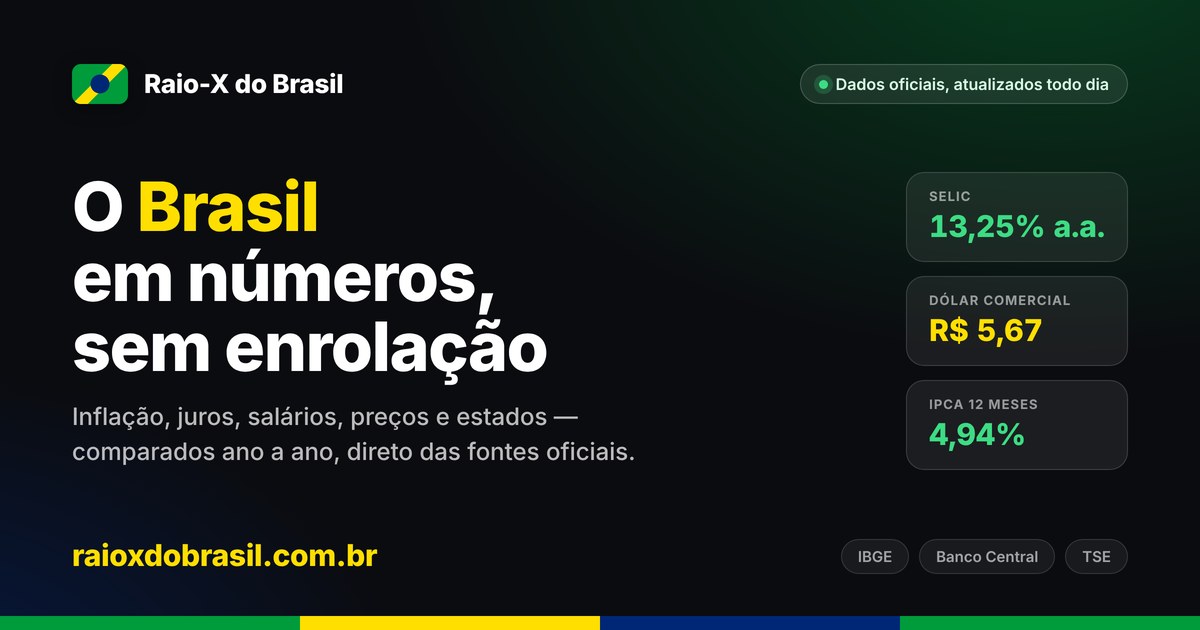 Raio-X do Brasil
Dados oficiais, atualizados todo dia
O Brasil
em números,
sem enrolação
Inflação, juros, salários, preços e estados —
comparados ano a ano, direto das fontes oficiais.
SELIC
13,25% a.a.
DÓLAR COMERCIAL
R$ 5,67
IPCA 12 MESES
4,94%
raioxdobrasil.com.br
IBGE
Banco Central
TSE